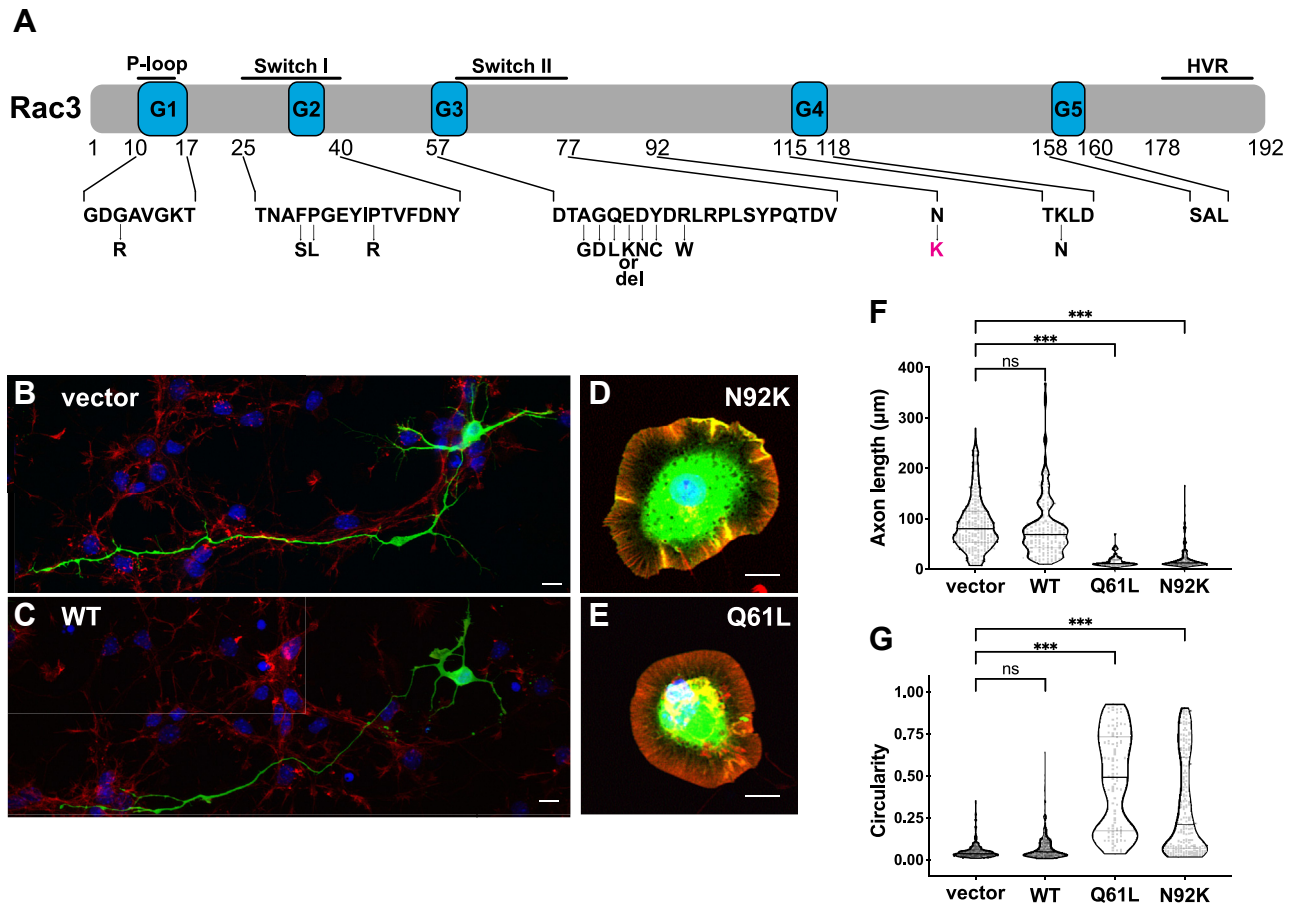 A
P-loop Switch I Switch II HVR
Rac3 G1 G2 G3 G4 G5
1 10 17 25 40 57 77 92 115 118 158 160 178 192
GDGAVGKT TNAFPGEYIPTVFDNY DTAGQEDYDRLRPLSYPQTDV N TKLD SAL
R SL R GDLKNC W K N
or
del
B vector
C WT
D N92K
E Q61L
F
***
***
ns
Axon length (µm)
400
300
200
100
0
vector WT Q61L N92K
G
***
***
ns
Circularity
1.00
0.75
0.50
0.25
0.00
vector WT Q61L N92K